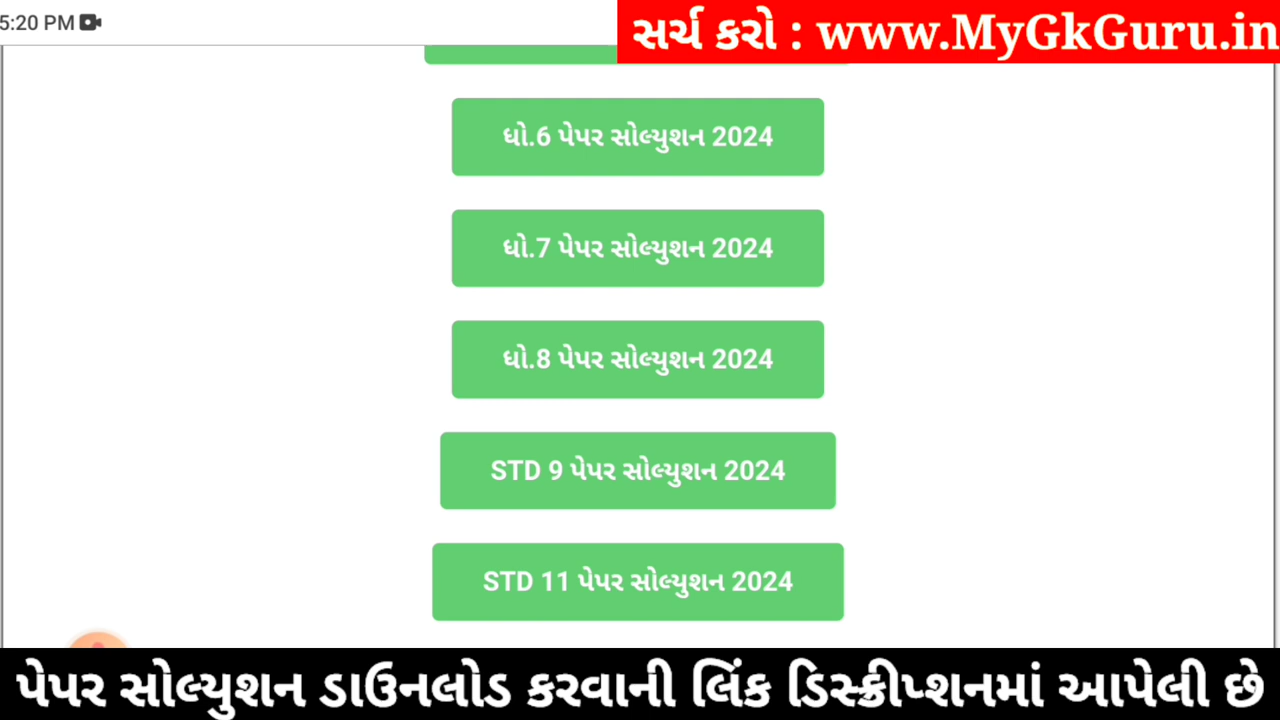 5:20 PM
સર્ચ કરો : www.MyGkGuru.in
ધો.6 પેપર સોલ્યુશન 2024
ધો.7 પેપર સોલ્યુશન 2024
ધો.8 પેપર સોલ્યુશન 2024
STD 9 પેપર સોલ્યુશન 2024
STD 11 પેપર સોલ્યુશન 2024
પેપર સોલ્યુશન ડાઉનલોડ કરવાની લિંક ડિસ્ક્રીપ્શનમાં આપેલી છે